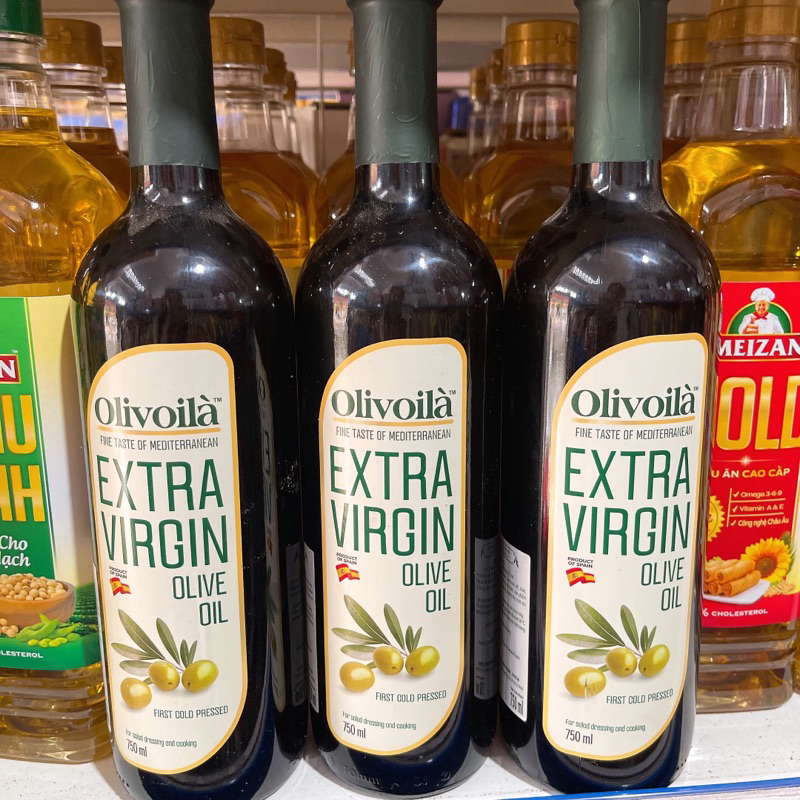 Olivoilà™
FINE TASTE OF MEDITERRANEAN
EXTRA
VIRGIN
OLIVE
OIL
PRODUCT
OF SPAIN
FIRST COLD PRESSED
For salad dressing and cooking
750 ml
Olivoilà™
FINE TASTE OF MEDITERRANEAN
EXTRA
VIRGIN
OLIVE
OIL
PRODUCT
OF SPAIN
FIRST COLD PRESSED
For salad dressing and cooking
750 ml
Olivoilà™
FINE TASTE OF MEDITERRANEAN
EXTRA
VIRGIN
OLIVE
OIL
PRODUCT
OF SPAIN
FIRST COLD PRESSED
For salad dressing and cooking
750 ml
MEIZAN
OLD
U ĂN CAO CẤP
✓ Omega 3-6-9
✓ Vitamin A & E
✓ Công nghệ Châu Âu
% CHOLESTEROL
Cho